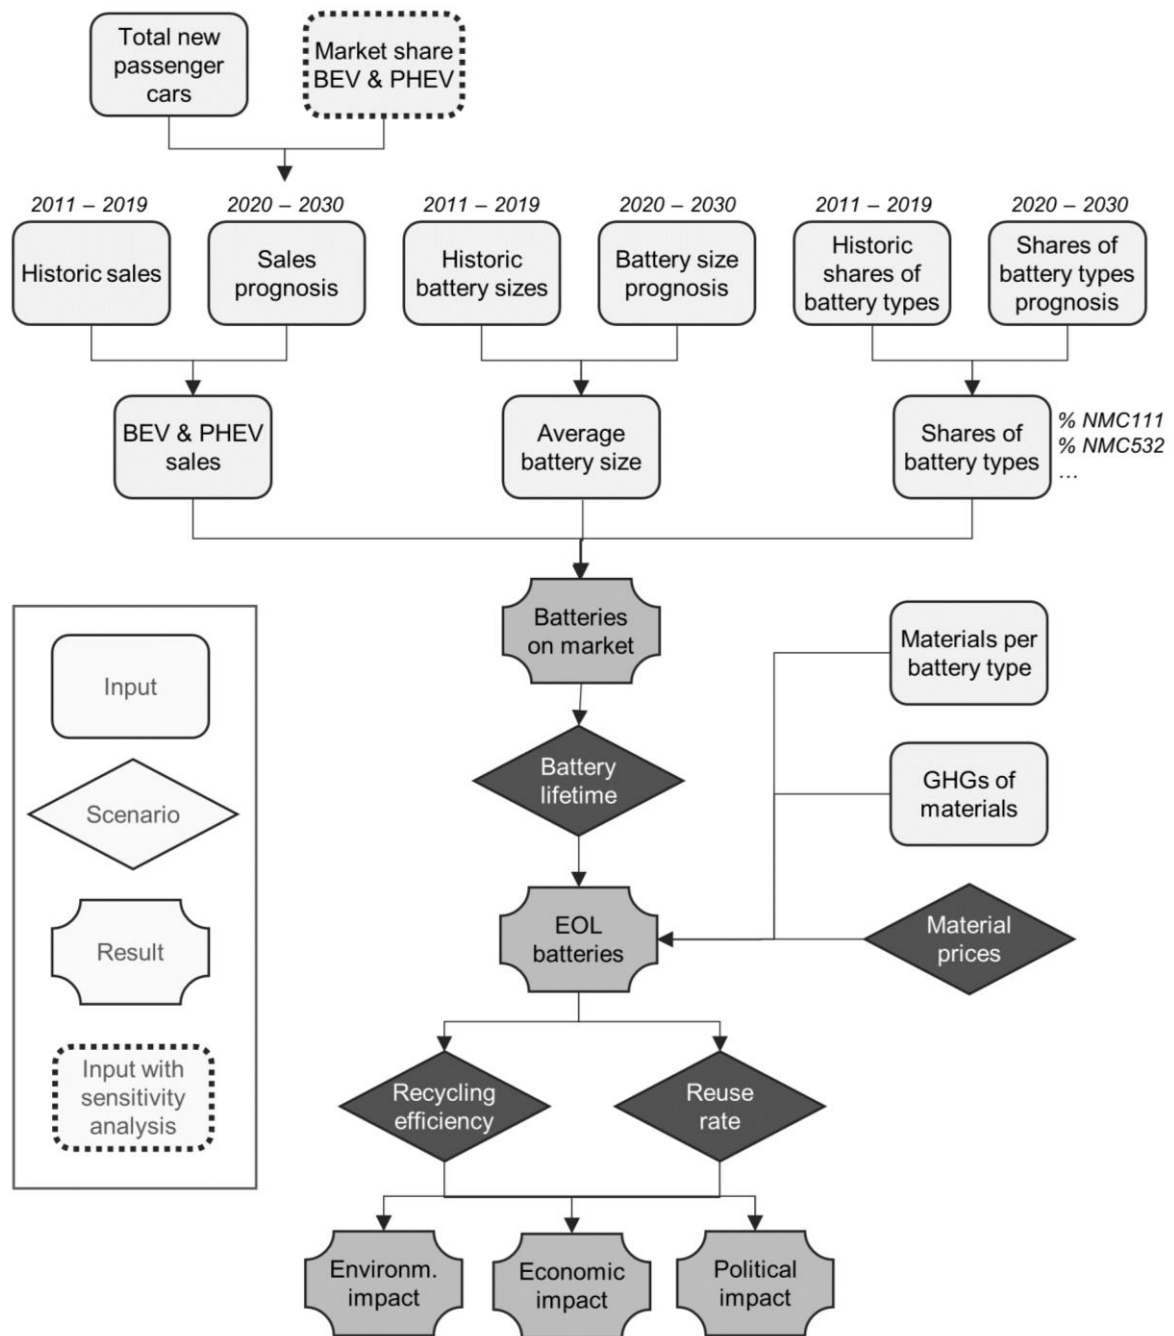 Total new
passenger
cars
Market share
BEV & PHEV
2011 – 2019
2020 – 2030
2011 – 2019
2020 – 2030
2011 – 2019
2020 – 2030
Historic sales
Sales
prognosis
Historic
battery sizes
Battery size
prognosis
Historic
shares of
battery types
Shares of
battery types
prognosis
BEV & PHEV
sales
Average
battery size
Shares of
battery types
% NMC111
% NMC532
...
Batteries
on market
Input
Materials per
battery type
Battery
lifetime
Scenario
GHGs of
materials
EOL
batteries
Material
prices
Result
Input with
sensitivity
analysis
Recycling
efficiency
Reuse
rate
Environm.
impact
Economic
impact
Political
impact